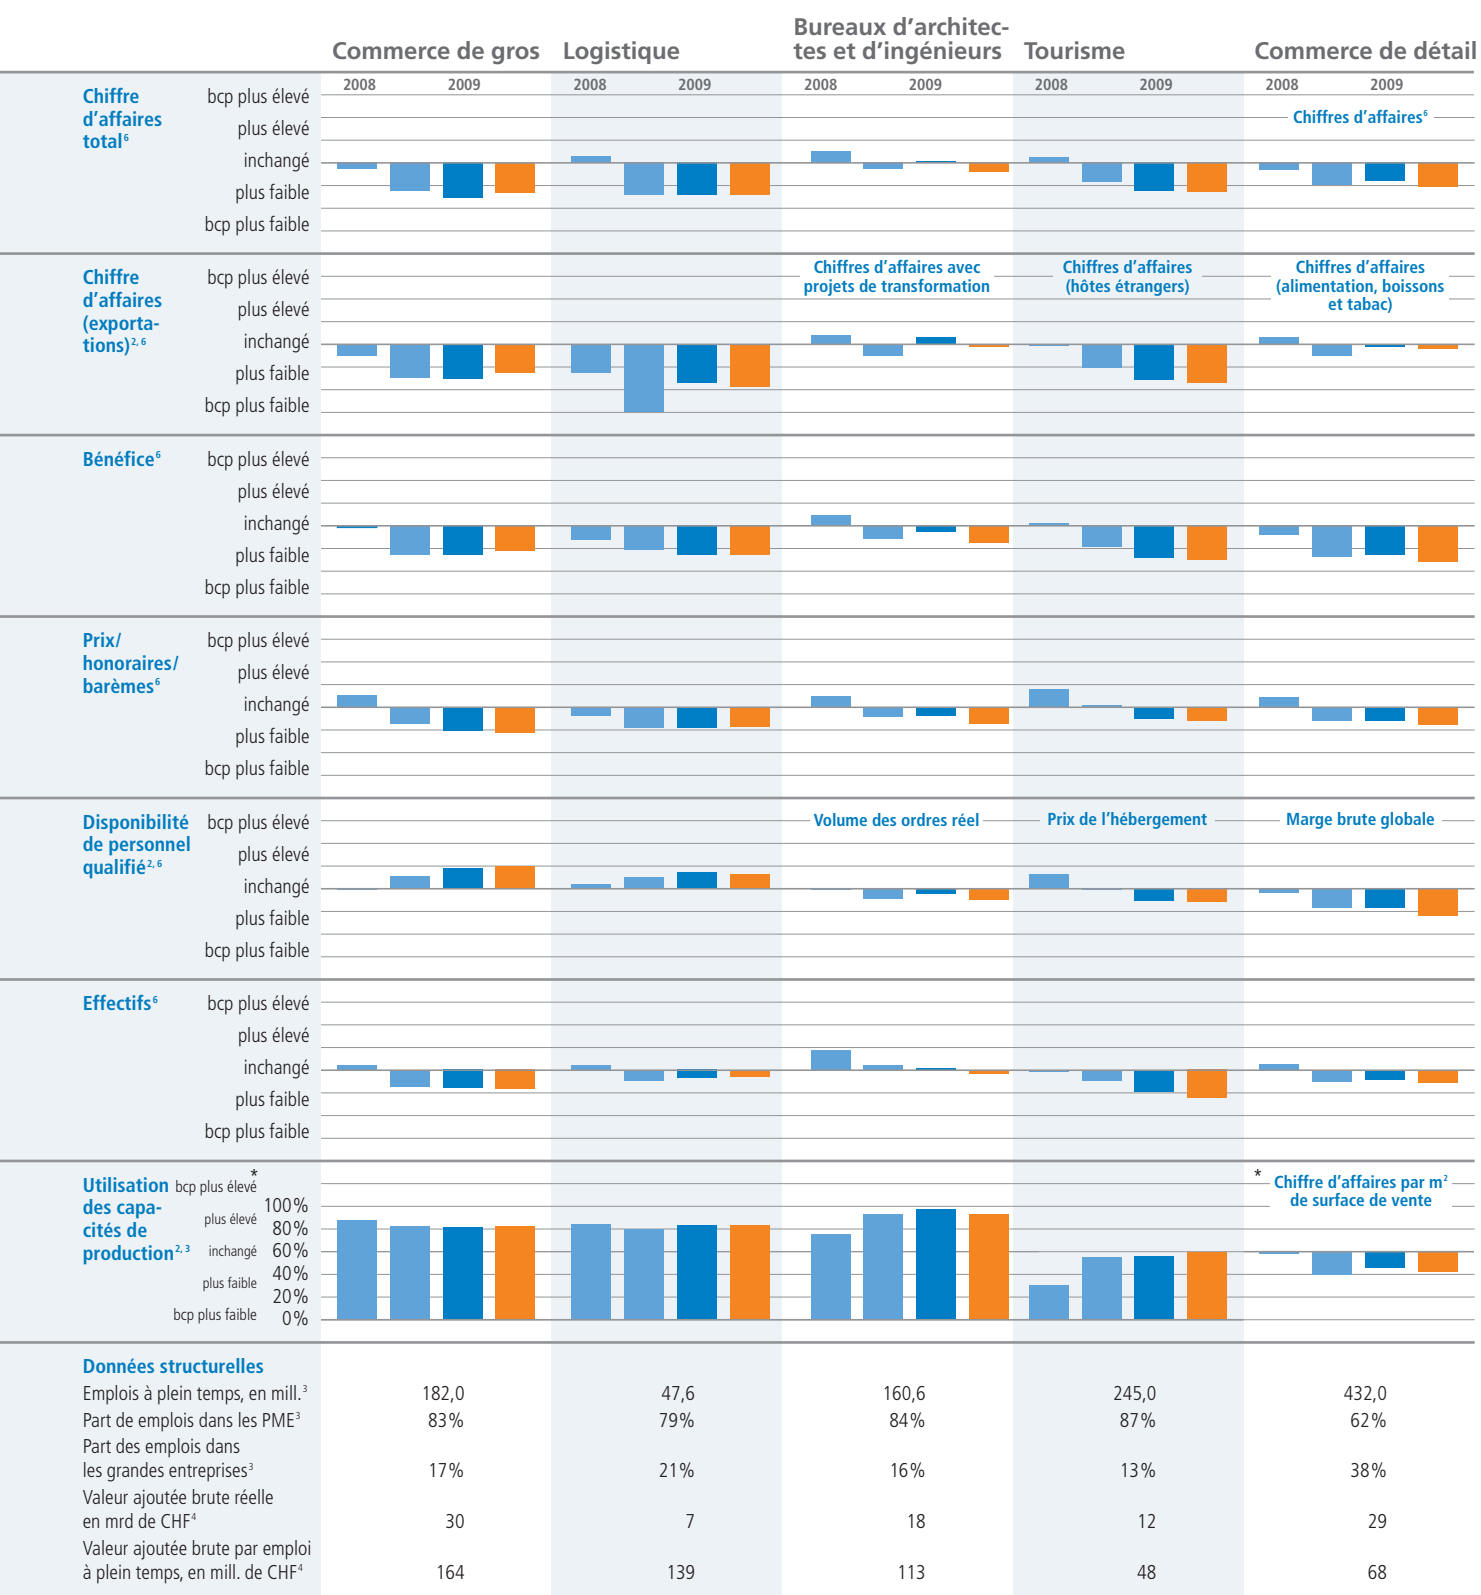 Bureaux d’architec-
Commerce de gros Logistique tes et d’ingénieurs Tourisme Commerce de détail
2008 2009 2008 2009 2008 2009 2008 2009 2008 2009
Chiffre d’affaires total⁶
bcp plus élevé
plus élevé
inchangé
plus faible
bcp plus faible
Chiffres d’affaires⁶
Chiffre
d’affaires
(exporta-
tions)²,⁶
bcp plus élevé
plus élevé
inchangé
plus faible
bcp plus faible
Chiffres d’affaires avec
projets de transformation
Chiffres d’affaires
(hôtes étrangers)
Chiffres d’affaires
(alimentation, boissons
et tabac)
Bénéfice⁶
bcp plus élevé
plus élevé
inchangé
plus faible
bcp plus faible
Prix/
honoraires/
barèmes⁶
bcp plus élevé
plus élevé
inchangé
plus faible
bcp plus faible
Disponibilité
de personnel
qualifié²,⁶
bcp plus élevé
plus élevé
inchangé
plus faible
bcp plus faible
Volume des ordres réel
Prix de l’hébergement
Marge brute globale
Effectifs⁶
bcp plus élevé
plus élevé
inchangé
plus faible
bcp plus faible
Utilisation
des capa-
cités de
production²,³
*
bcp plus élevé
plus élevé
inchangé
plus faible
bcp plus faible
100%
80%
60%
40%
20%
0%
* Chiffre d’affaires par m²
de surface de vente
Données structurelles
Emplois à plein temps, en mill.³ 182,0 47,6 160,6 245,0 432,0
Part de emplois dans les PME³ 83% 79% 84% 87% 62%
Part des emplois dans
les grandes entreprises³ 17% 21% 16% 13% 38%
Valeur ajoutée brute réelle
en mrd de CHF⁴ 30 7 18 12 29
Valeur ajoutée brute par emploi
à plein temps, en mill. de CHF⁴ 164 139 113 48 68